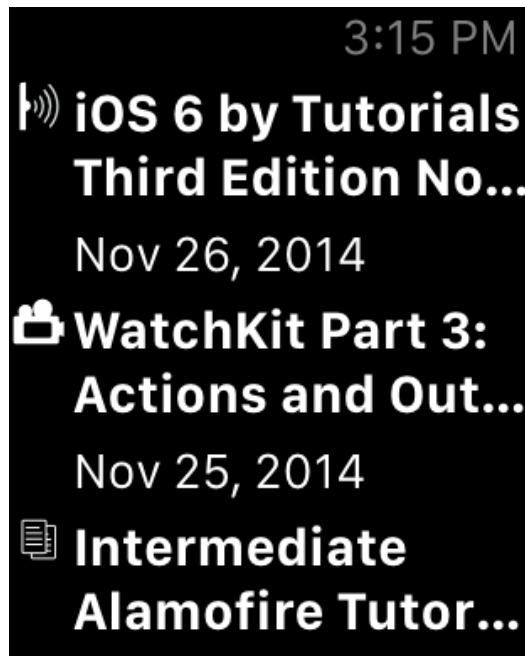 3:15 PM
iOS 6 by Tutorials
Third Edition No...
Nov 26, 2014
WatchKit Part 3:
Actions and Out...
Nov 25, 2014
Intermediate
Alamofire Tutor...